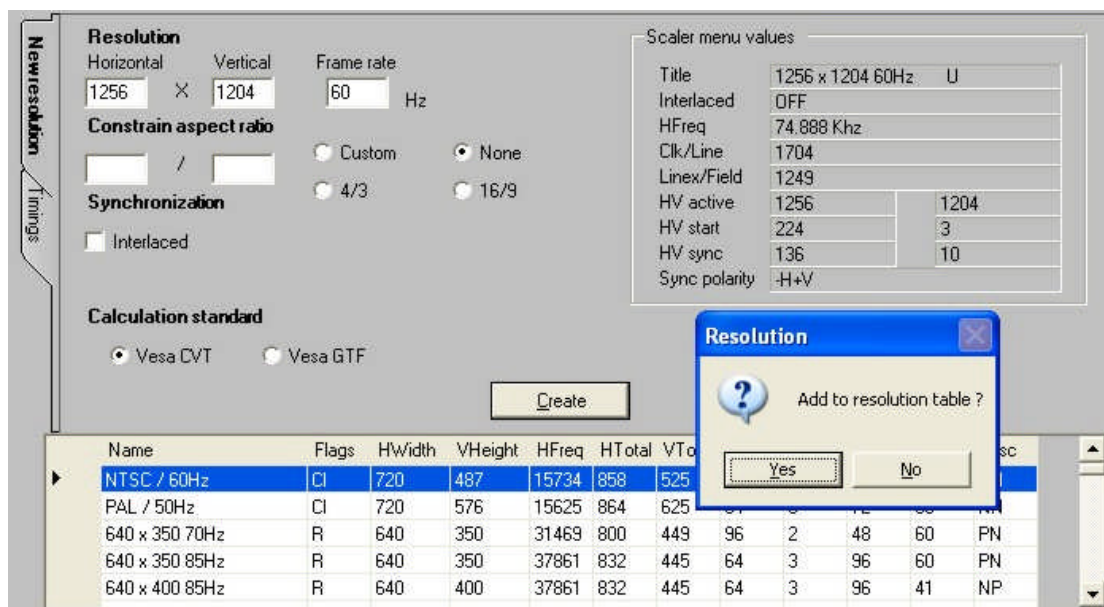 New resolution
Timings
Resolution
Horizontal Vertical Frame rate
1256 X 1204 60 Hz
Constrain aspect ratio
/
Custom None
4/3 16/9
Synchronization
Interlaced
Calculation standard
Vesa CVT Vesa GTF
Create
Scaler menu values
Title 1256 x 1204 60Hz U
Interlaced OFF
HFreq 74.888 Khz
Clk/Line 1704
Linex/Field 1249
HV active 1256 1204
HV start 224 3
HV sync 136 10
Sync polarity -H+V
Resolution
Add to resolution table ?
Yes No
Name Flags HWidth VHeight HFreq HTotal
NTSC / 60Hz CI 720 487 15734 858 525
PAL / 50Hz CI 720 576 15625 864 625
640 x 350 70Hz R 640 350 31469 800 449 96 2 48 60 PN
640 x 350 85Hz R 640 350 37861 832 445 64 3 96 60 PN
640 x 400 85Hz R 640 400 37861 832 445 64 3 96 41 NP